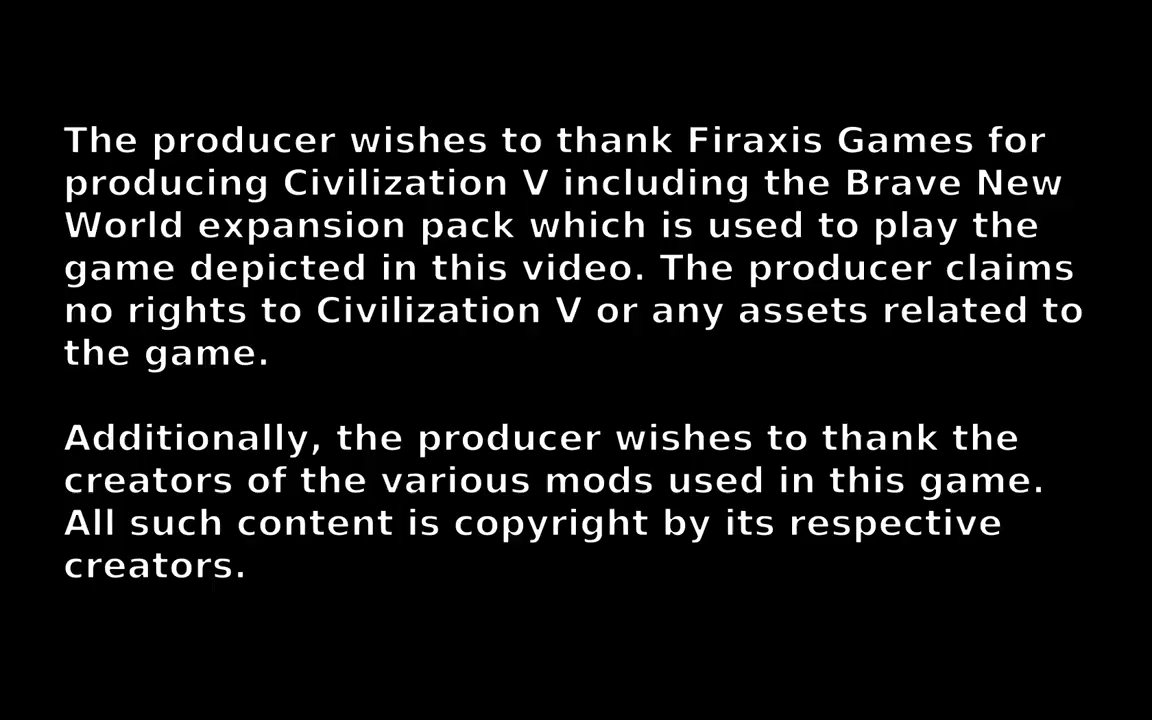 The producer wishes to thank Firaxis Games for
producing Civilization V including the Brave New
World expansion pack which is used to play the
game depicted in this video. The producer claims
no rights to Civilization V or any assets related to
the game.
Additionally, the producer wishes to thank the
creators of the various mods used in this game.
All such content is copyright by its respective
creators.